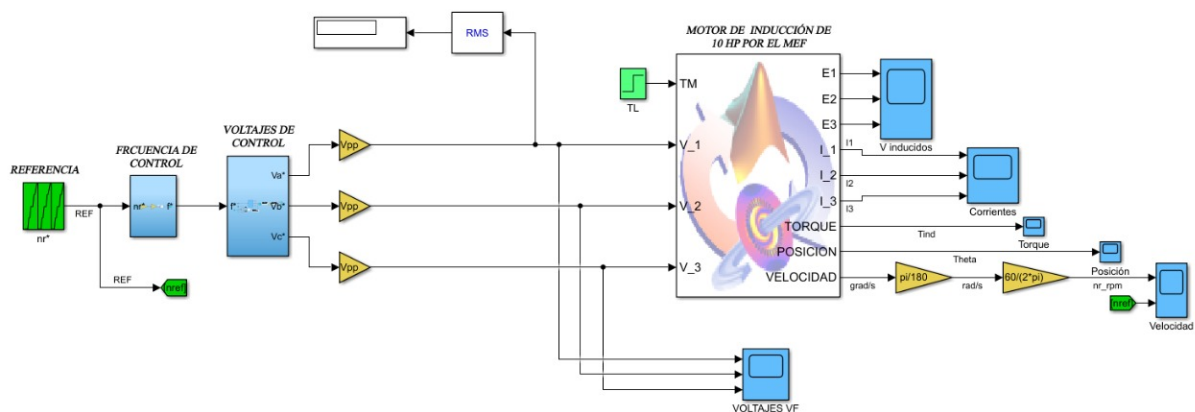 MOTOR DE INDUCCIÓN DE
10 HP POR EL MEF
RMS
TM
TL
E1
E2
E3
V inducidos
V_1
V_2
V_3
I_1
I_2
I_3
I1
I2
I3
Corrientes
TORQUE
Tind
Torque
POSICION
Theta
Posición
VELOCIDAD
grad/s
pi/180
rad/s
60/(2*pi)
nr_rpm
[nref]
Velocidad
REFERENCIA
nr*
REF
REF
[nref]
FRCUENCIA DE
CONTROL
nr*
f*
VOLTAJES DE
CONTROL
f*
Va*
Vb*
Vc*
Vpp
Vpp
Vpp
VOLTAJES VF